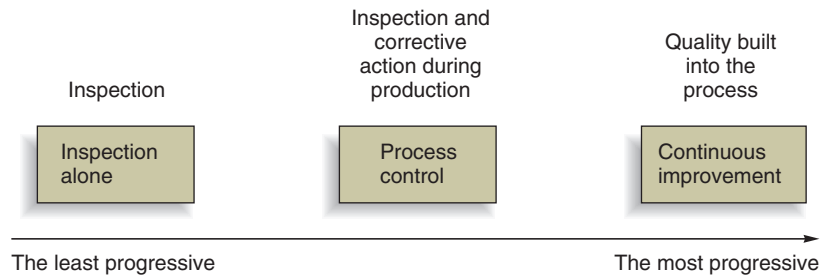 Inspection
Inspection and
corrective
action during
production
Quality built
into the
process
Inspection
alone
Process
control
Continuous
improvement
The least progressive
The most progressive